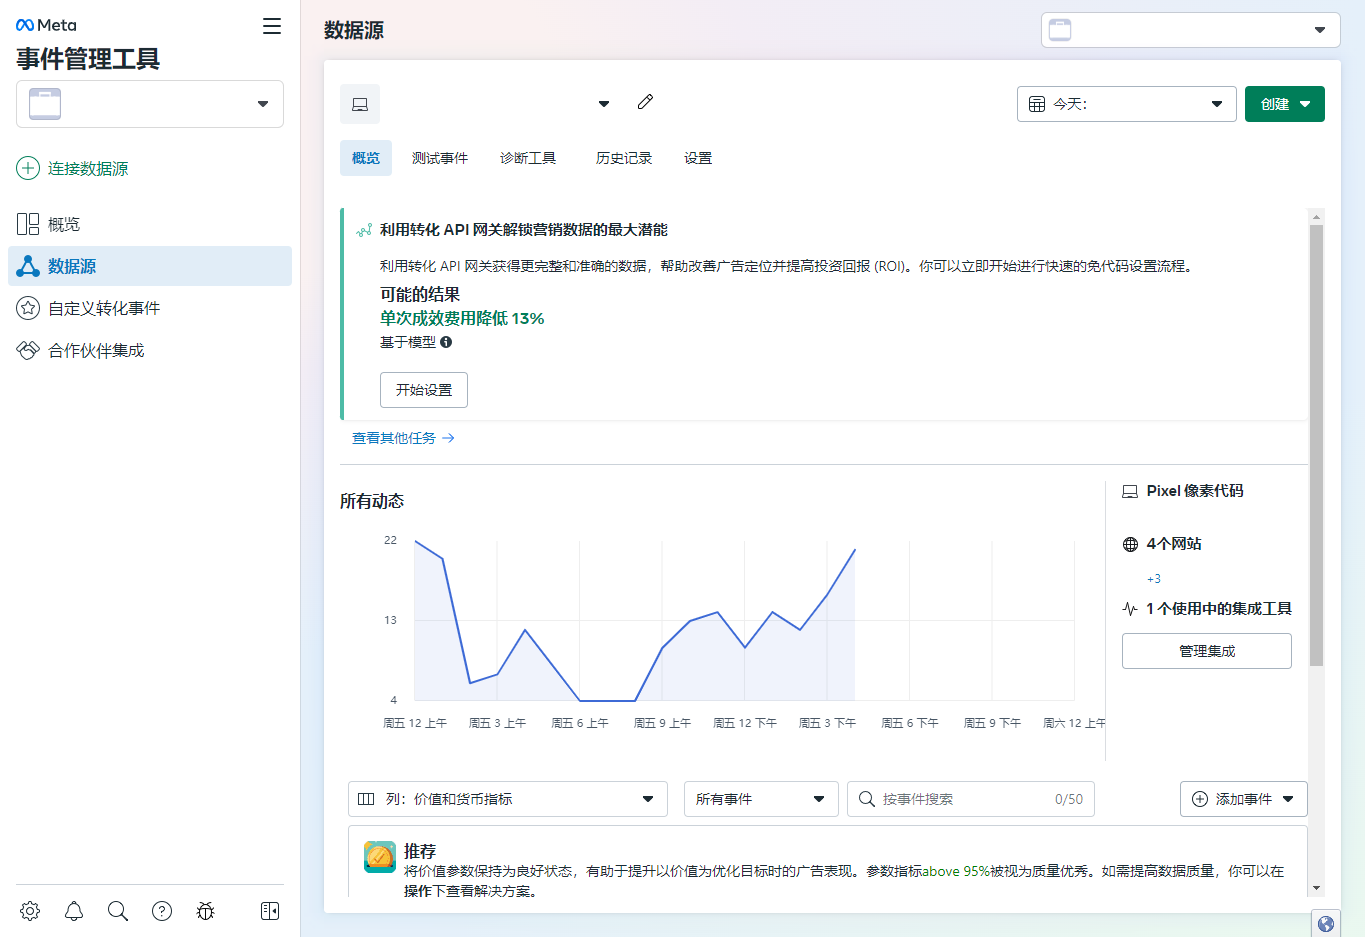 Meta
事件管理工具
连接数据源
概览
数据源
自定义转化事件
合作伙伴集成
数据源
今天：
创建
概览
测试事件
诊断工具
历史记录
设置
利用转化 API 网关解锁营销数据的最大潜能
利用转化 API 网关获得更完整和准确的数据，帮助改善广告定位并提高投资回报 (ROI)。你可以立即开始进行快速的免代码设置流程。
可能的结果
单次成效费用降低 13%
基于模型
开始设置
查看其他任务
所有动态
22
13
4
周五 12 上午
周五 3 上午
周五 6 上午
周五 9 上午
周五 12 下午
周五 3 下午
周五 6 下午
周五 9 下午
周六 12 上午
Pixel 像素代码
4个网站
+3
1 个使用中的集成工具
管理集成
列：价值和货币指标
所有事件
按事件搜索
0/50
添加事件
推荐
将价值参数保持为良好状态，有助于提升以价值为优化目标时的广告表现。参数指标above 95%被视为质量优秀。如需提高数据质量，你可以在
操作下查看解决方案。